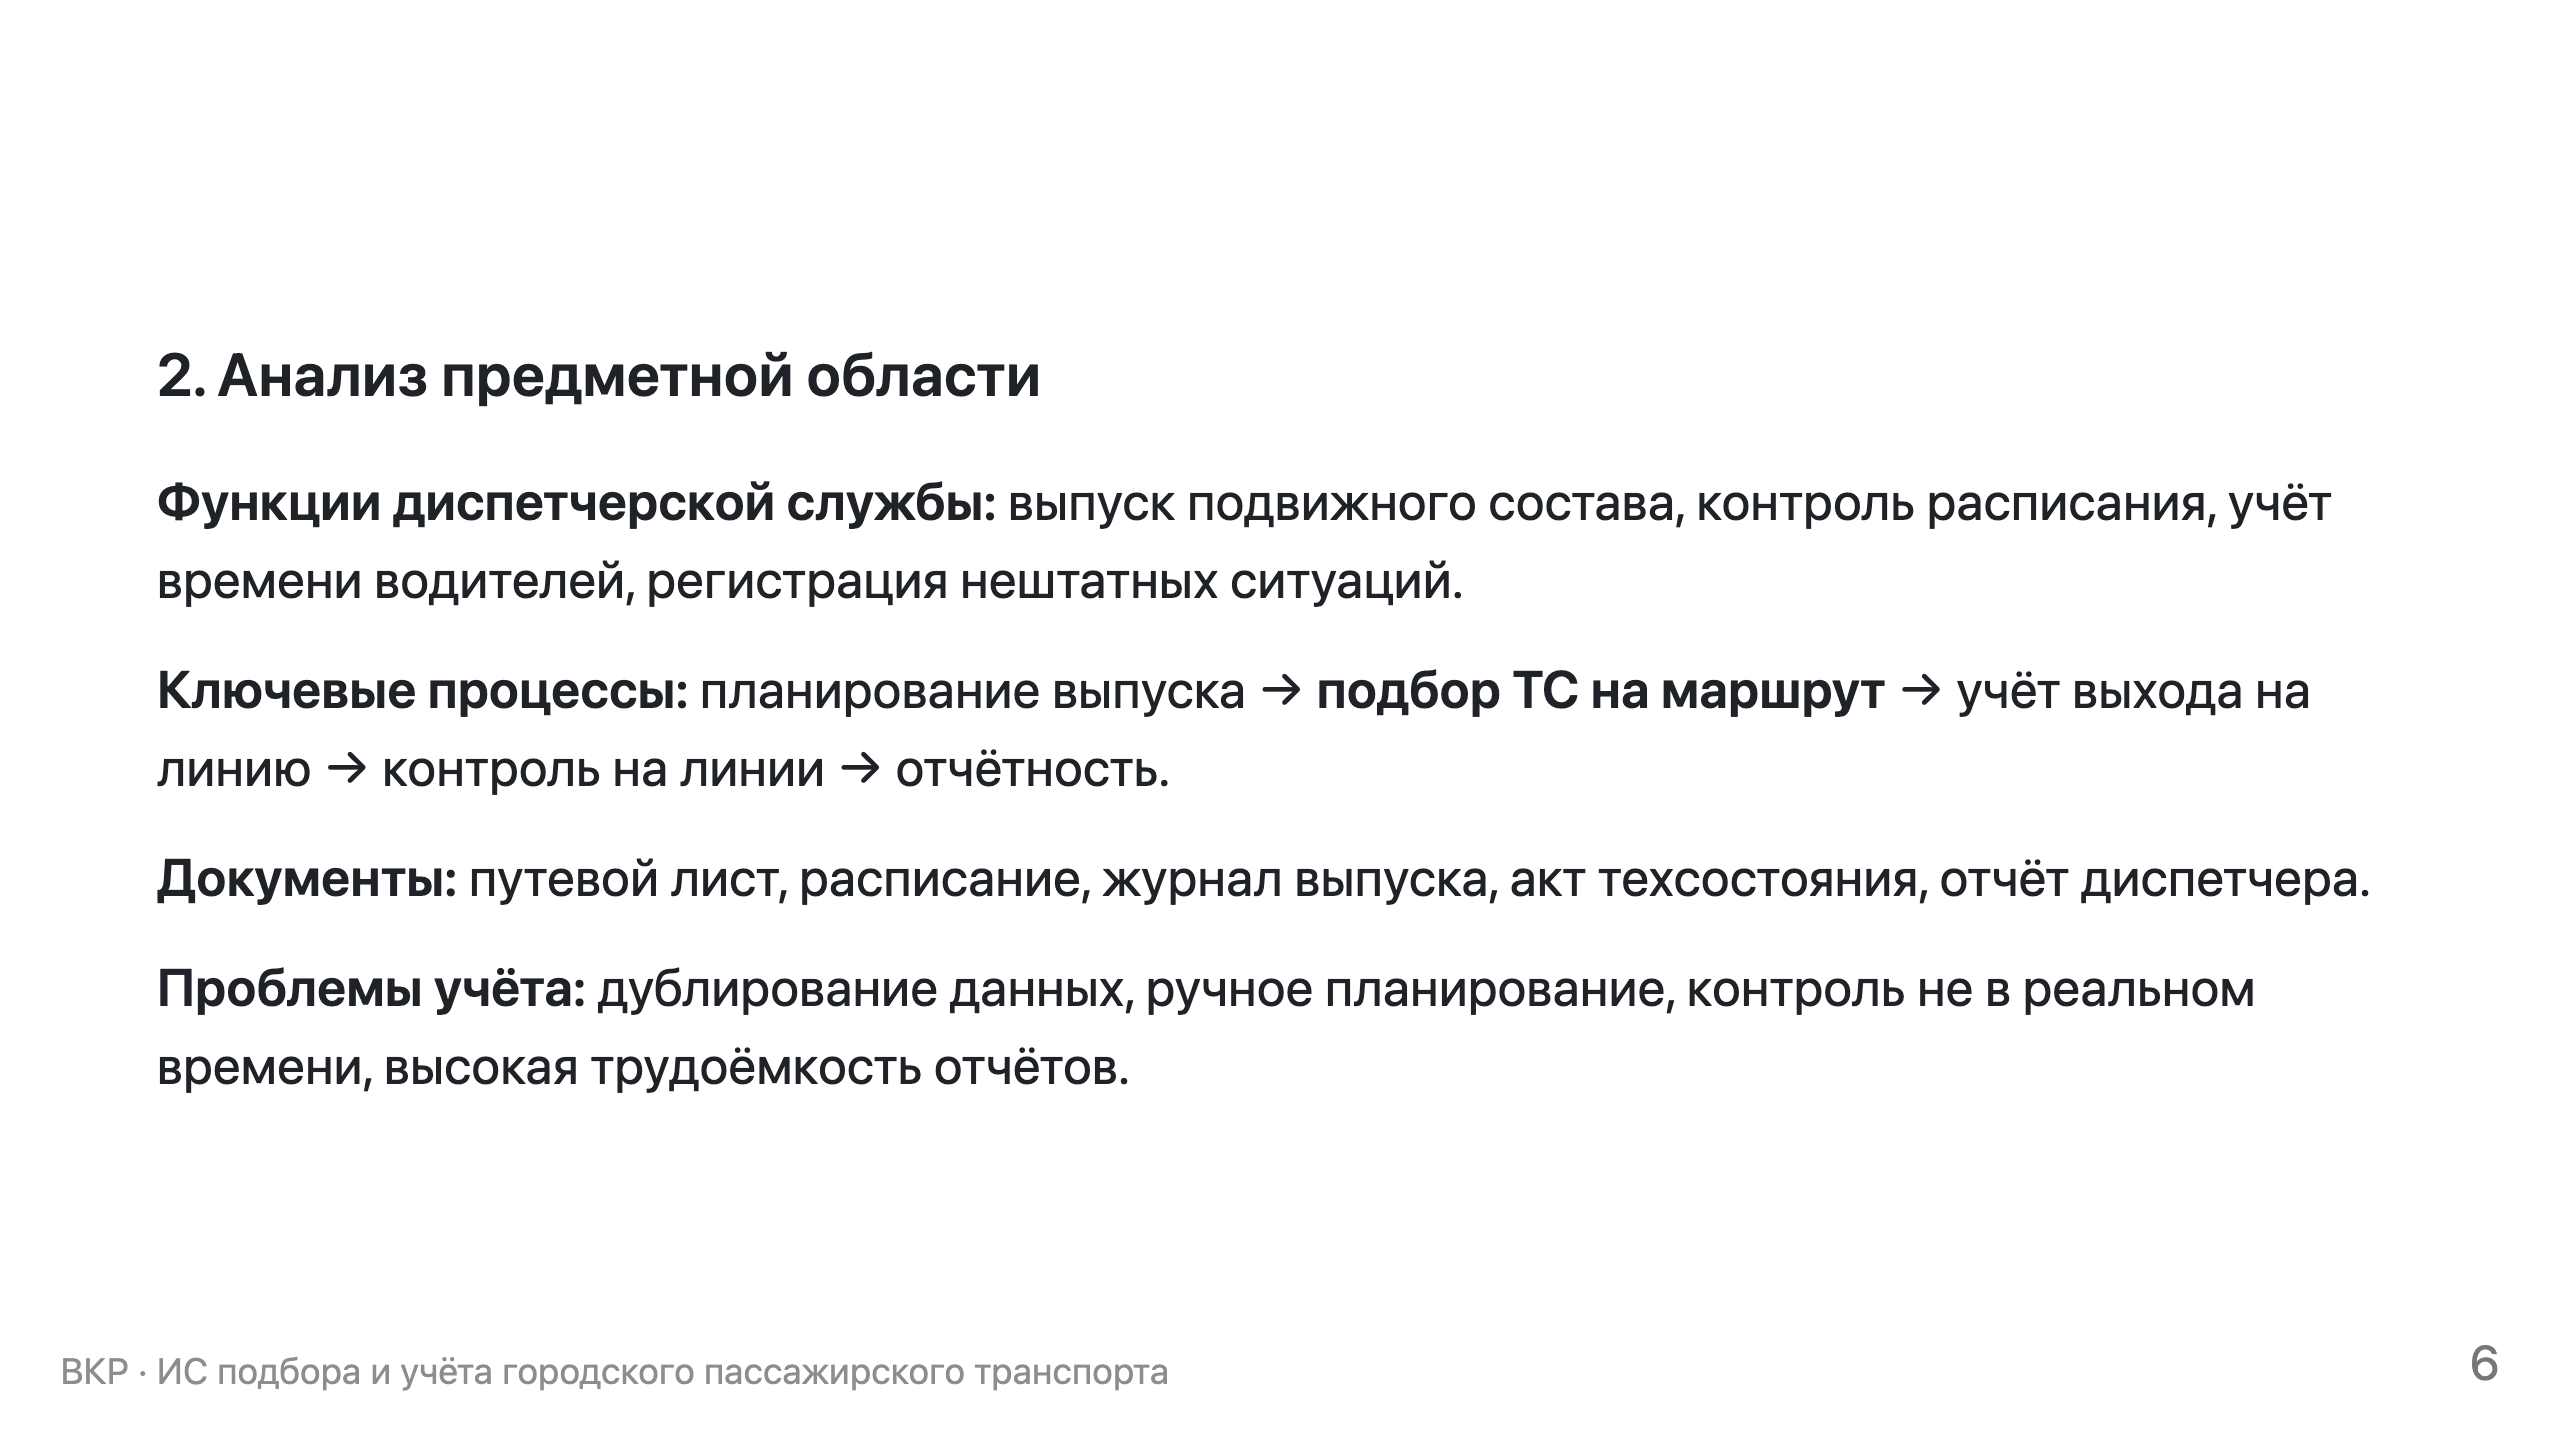 2. Анализ предметной области
Функции диспетчерской службы: выпуск подвижного состава, контроль расписания, учёт
времени водителей, регистрация нештатных ситуаций.
Ключевые процессы: планирование выпуска → подбор ТС на маршрут → учёт выхода на
линию → контроль на линии → отчётность.
Документы: путевой лист, расписание, журнал выпуска, акт техсостояния, отчёт диспетчера.
Проблемы учёта: дублирование данных, ручное планирование, контроль не в реальном
времени, высокая трудоёмкость отчётов.
ВКР · ИС подбора и учёта городского пассажирского транспорта
6